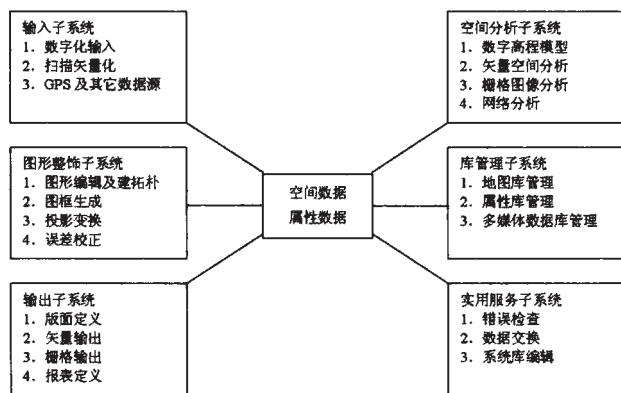 输入子系统
1. 数字化输入
2. 扫描矢量化
3. GPS 及其它数据源
空间分析子系统
1. 数字高程模型
2. 矢量空间分析
3. 栅格图像分析
4. 网络分析
图形整饰子系统
1. 图形编辑及建拓朴
2. 图框生成
3. 投影变换
4. 误差校正
空间数据
属性数据
库管理子系统
1. 地图库管理
2. 属性库管理
3. 多媒体数据库管理
输出子系统
1. 版面定义
2. 矢量输出
3. 栅格输出
4. 报表定义
实用服务子系统
1. 错误检查
2. 数据交换
3. 系统库编辑